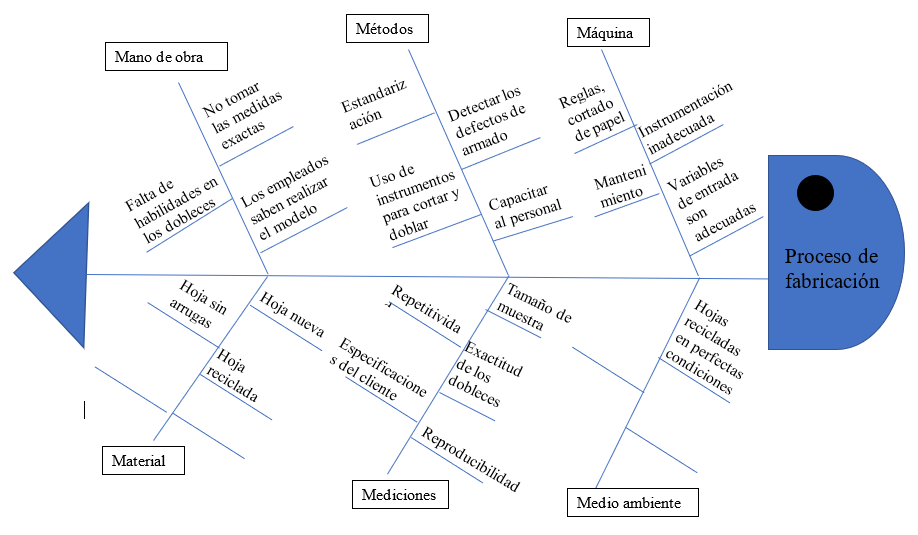 Mano de obra
No tomar
las medidas
exactas
Falta de
habilidades en
los dobleces
Los empleados
saben realizar
el modelo
Métodos
Estandariz
ación
Detectar los
defectos de
armado
Uso de
instrumentos
para cortar y
doblar
Capacitar
al personal
Máquina
Reglas,
cortado
de papel
Instrumentación
inadecuada
Manteni
miento
Variables
de entrada
son
adecuadas
Proceso de
fabricación
Hoja sin
arrugas
Hoja nueva
Hoja
reciclada
Material
Repetitivida
Tamaño de
muestra
Especificacione
s del cliente
Exactitud
de los
dobleces
Reproducibilidad
Mediciones
Hojas
recicladas
en perfectas
condiciones
Medio ambiente